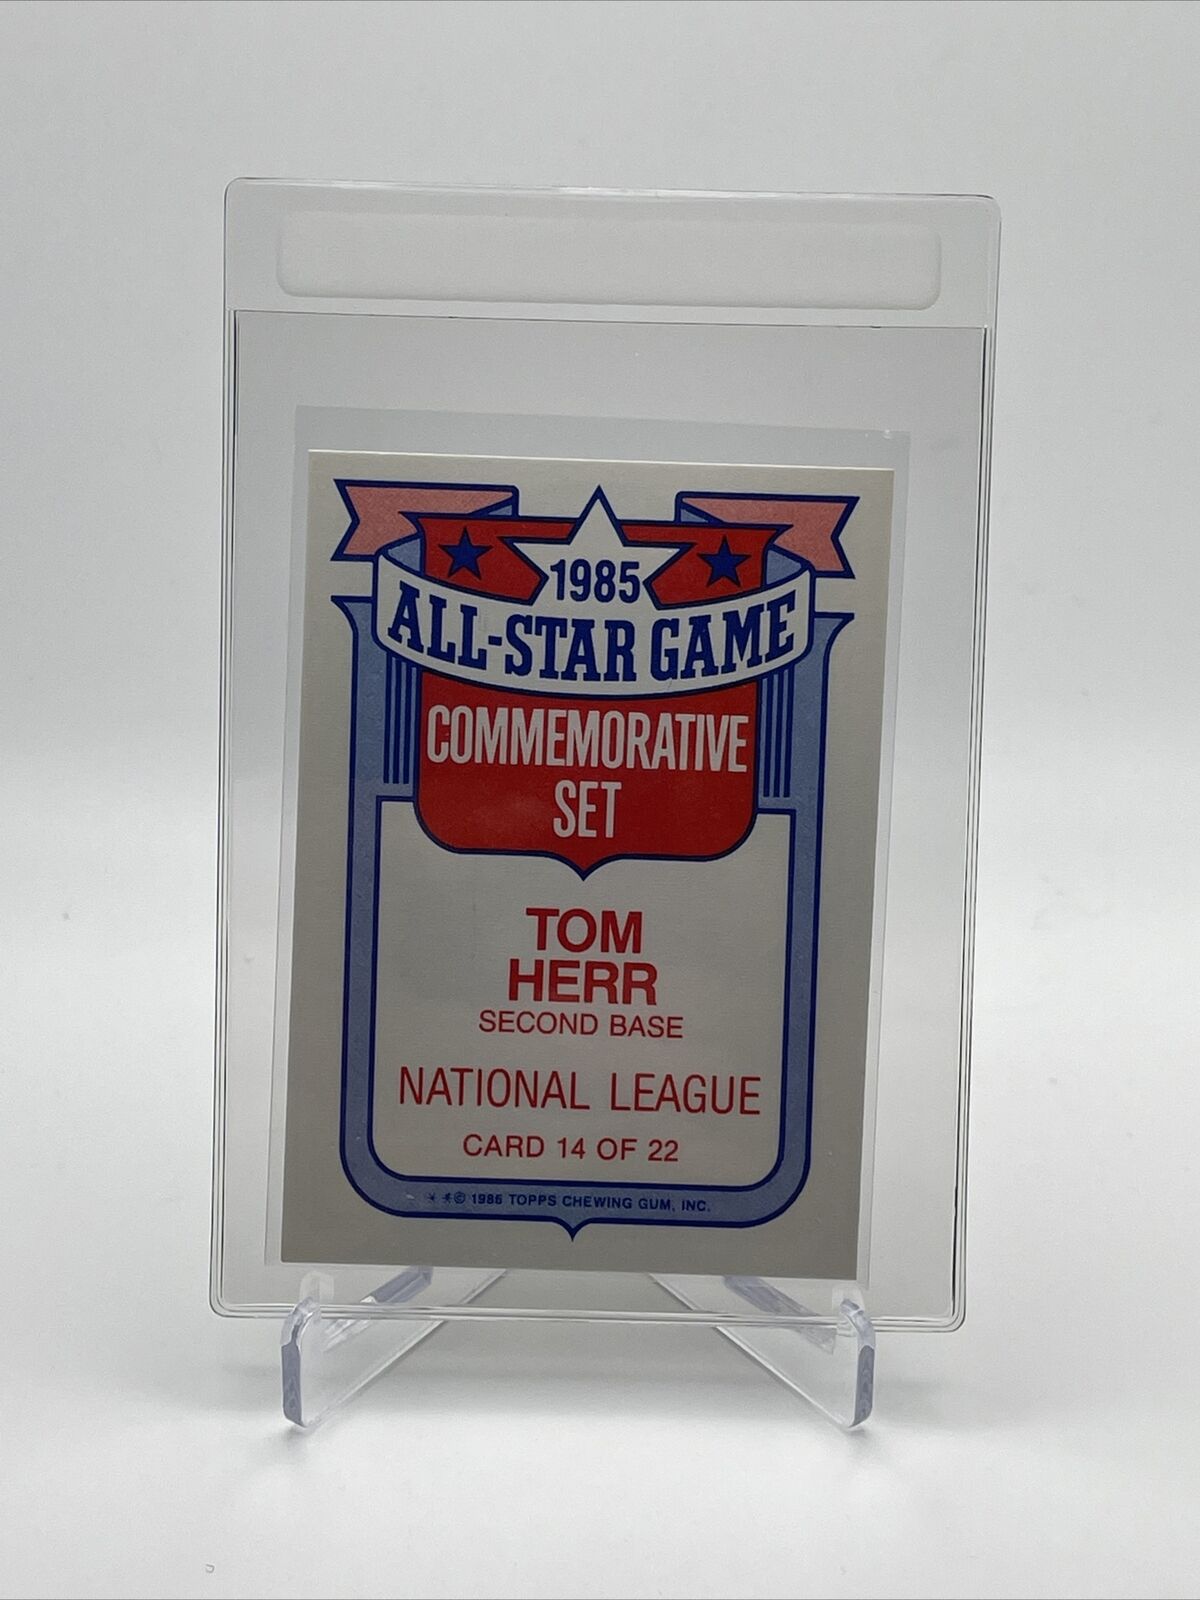 1985
ALL-STAR GAME
COMMEMORATIVE
SET
TOM
HERR
SECOND BASE
NATIONAL LEAGUE
CARD 14 OF 22
* *© 1986 TOPPS CHEWING GUM, INC.